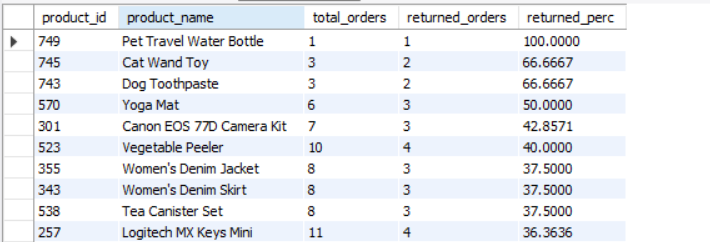 product_id product_name total_orders returned_orders returned_perc
749 Pet Travel Water Bottle 1 1 100.0000
745 Cat Wand Toy 3 2 66.6667
743 Dog Toothpaste 3 2 66.6667
570 Yoga Mat 6 3 50.0000
301 Canon EOS 77D Camera Kit 7 3 42.8571
523 Vegetable Peeler 10 4 40.0000
355 Women's Denim Jacket 8 3 37.5000
343 Women's Denim Skirt 8 3 37.5000
538 Tea Canister Set 8 3 37.5000
257 Logitech MX Keys Mini 11 4 36.3636